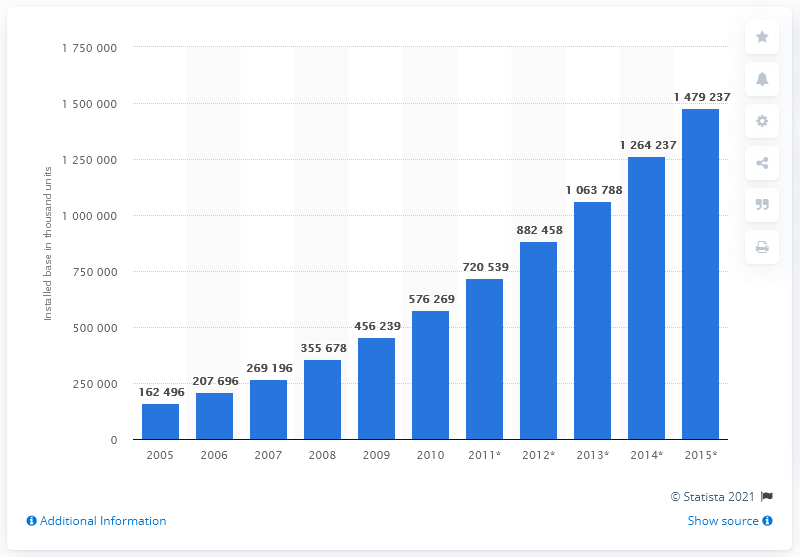 1 750 000
1 500 000
1 250 000
1 000 000
750 000
500 000
250 000
0
Installed base in thousand units
162 496
207 696
269 196
355 678
456 239
576 269
720 539
882 458
1 063 788
1 264 237
1 479 237
2005 2006 2007 2008 2009 2010 2011* 2012* 2013* 2014* 2015*
© Statista 2021
Additional Information
Show source